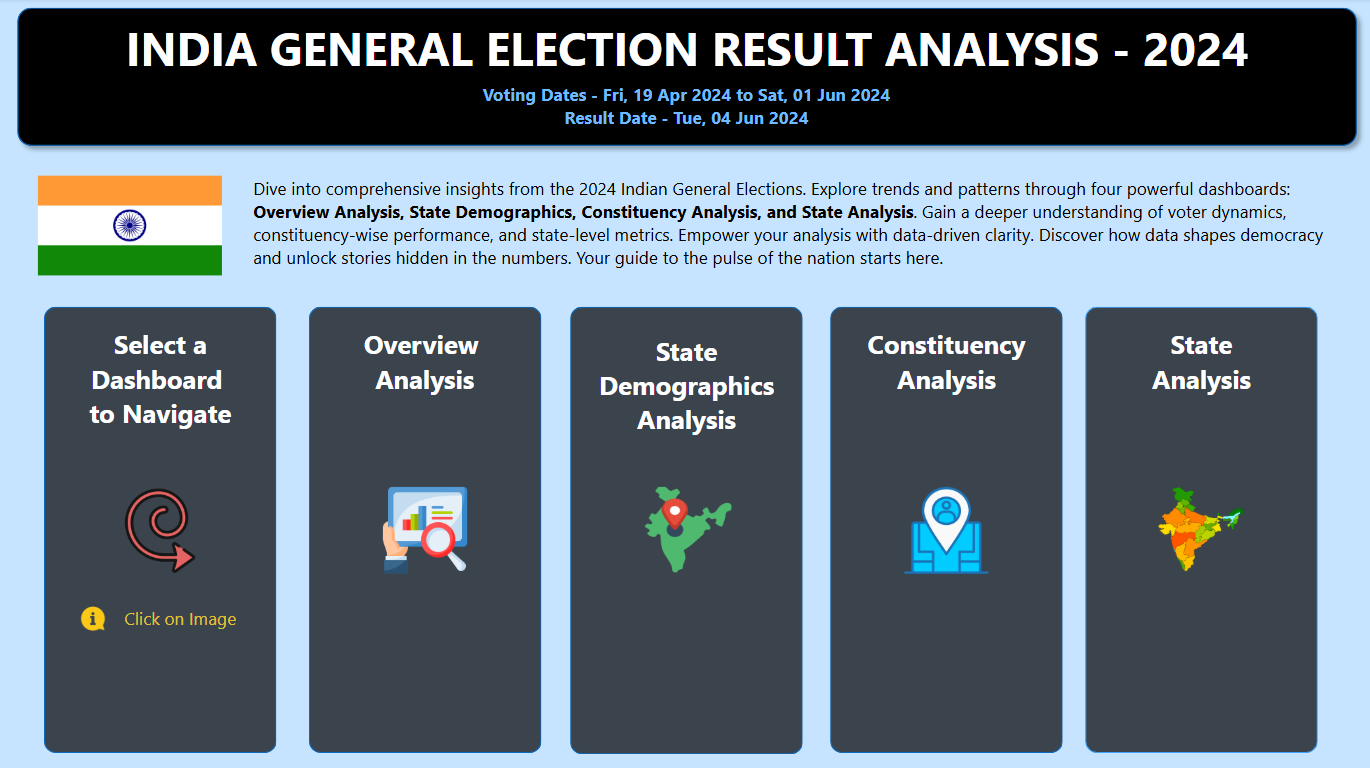 INDIA GENERAL ELECTION RESULT ANALYSIS - 2024
Voting Dates - Fri, 19 Apr 2024 to Sat, 01 Jun 2024
Result Date - Tue, 04 Jun 2024
Dive into comprehensive insights from the 2024 Indian General Elections. Explore trends and patterns through four powerful dashboards:
Overview Analysis, State Demographics, Constituency Analysis, and State Analysis. Gain a deeper understanding of voter dynamics,
constituency-wise performance, and state-level metrics. Empower your analysis with data-driven clarity. Discover how data shapes democracy
and unlock stories hidden in the numbers. Your guide to the pulse of the nation starts here.
Select a
Dashboard
to Navigate
Click on Image
Overview
Analysis
State
Demographics
Analysis
Constituency
Analysis
State
Analysis